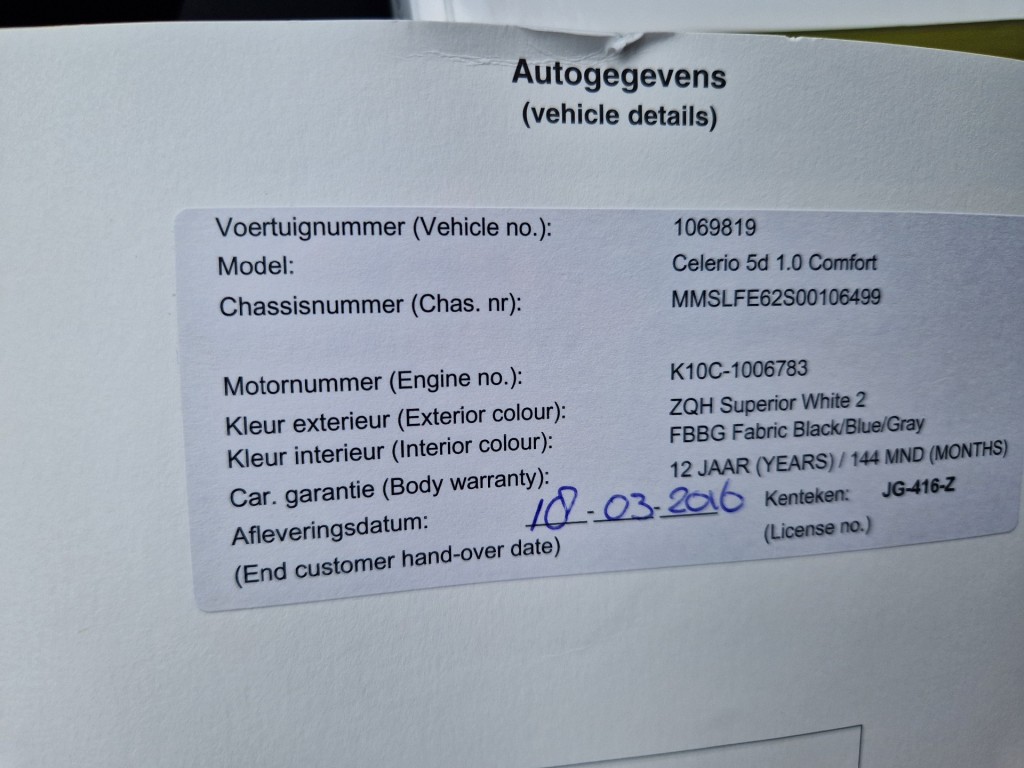 Autogegevens
(vehicle details)
Voertuignummer (Vehicle no.): 1069819
Model: Celerio 5d 1.0 Comfort
Chassisnummer (Chas. nr): MMSLFE62S00106499
Motornummer (Engine no.): K10C-1006783
Kleur exterieur (Exterior colour): ZQH Superior White 2
Kleur interieur (Interior colour): FBBG Fabric Black/Blue/Gray
Car. garantie (Body warranty): 12 JAAR (YEARS) / 144 MND (MONTHS)
Afleveringsdatum: 18-03-2016 Kenteken: JG-416-Z
(End customer hand-over date) (License no.)